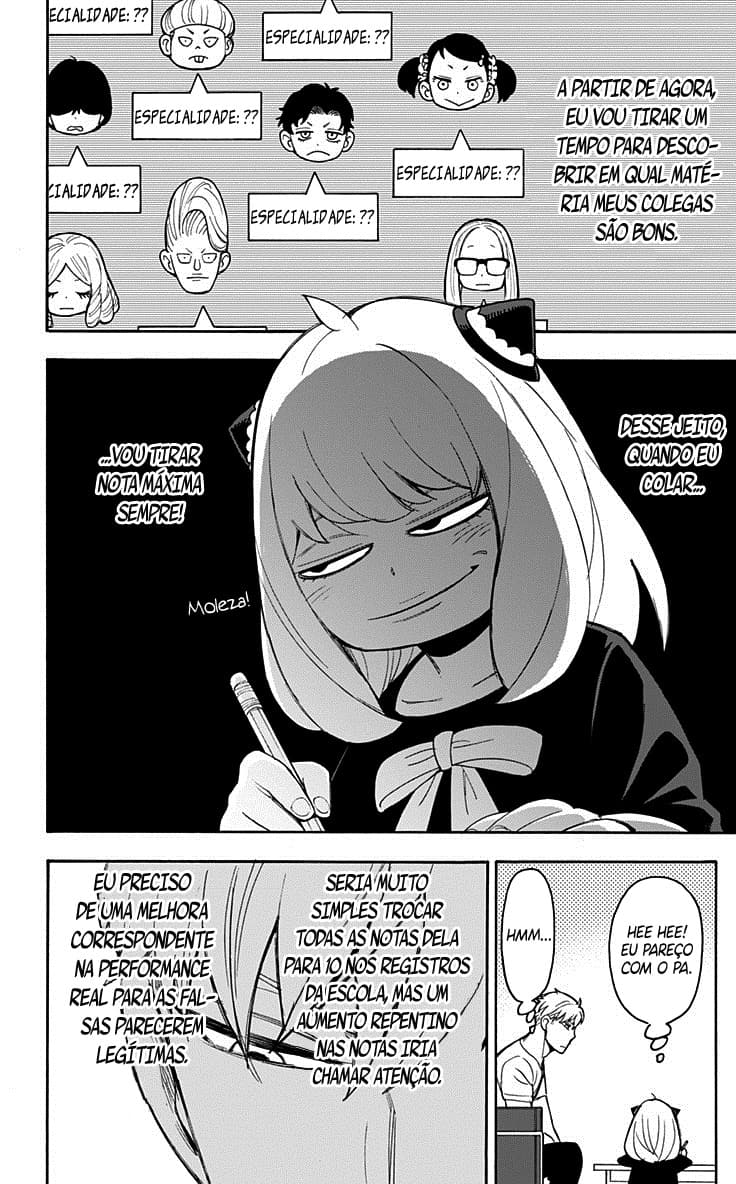 A PARTIR DE AGORA,
EU VOU TIRAR UM
TEMPO PARA DESCO-
BRIR EM QUAL MATÉ-
RIA MEUS COLEGAS
SÃO BONS.
ESPECIALIDADE: ??
ECIALIDADE: ??
ESPECIALIDADE: ??
ESPECIALIDADE: ??
CIALIDADE: ??
ESPECIALIDADE: ??
DESSE JEITO,
QUANDO EU
COLAR...
...VOU TIRAR
NOTA MÁXIMA
SEMPRE!
Moleza!
HEE HEE!
EU PAREÇO
COM O PA.
HMM...
SERIA MUITO
SIMPLES TROCAR
TODAS AS NOTAS DELA
PARA 10 NOS REGISTROS
DA ESCOLA, MAS UM
AUMENTO REPENTINO
NAS NOTAS IRIA
CHAMAR ATENÇÃO.
EU PRECISO
DE UMA MELHORA
CORRESPONDENTE
NA PERFORMANCE
REAL PARA AS FAL-
SAS PARECEREM
LEGÍTIMAS.